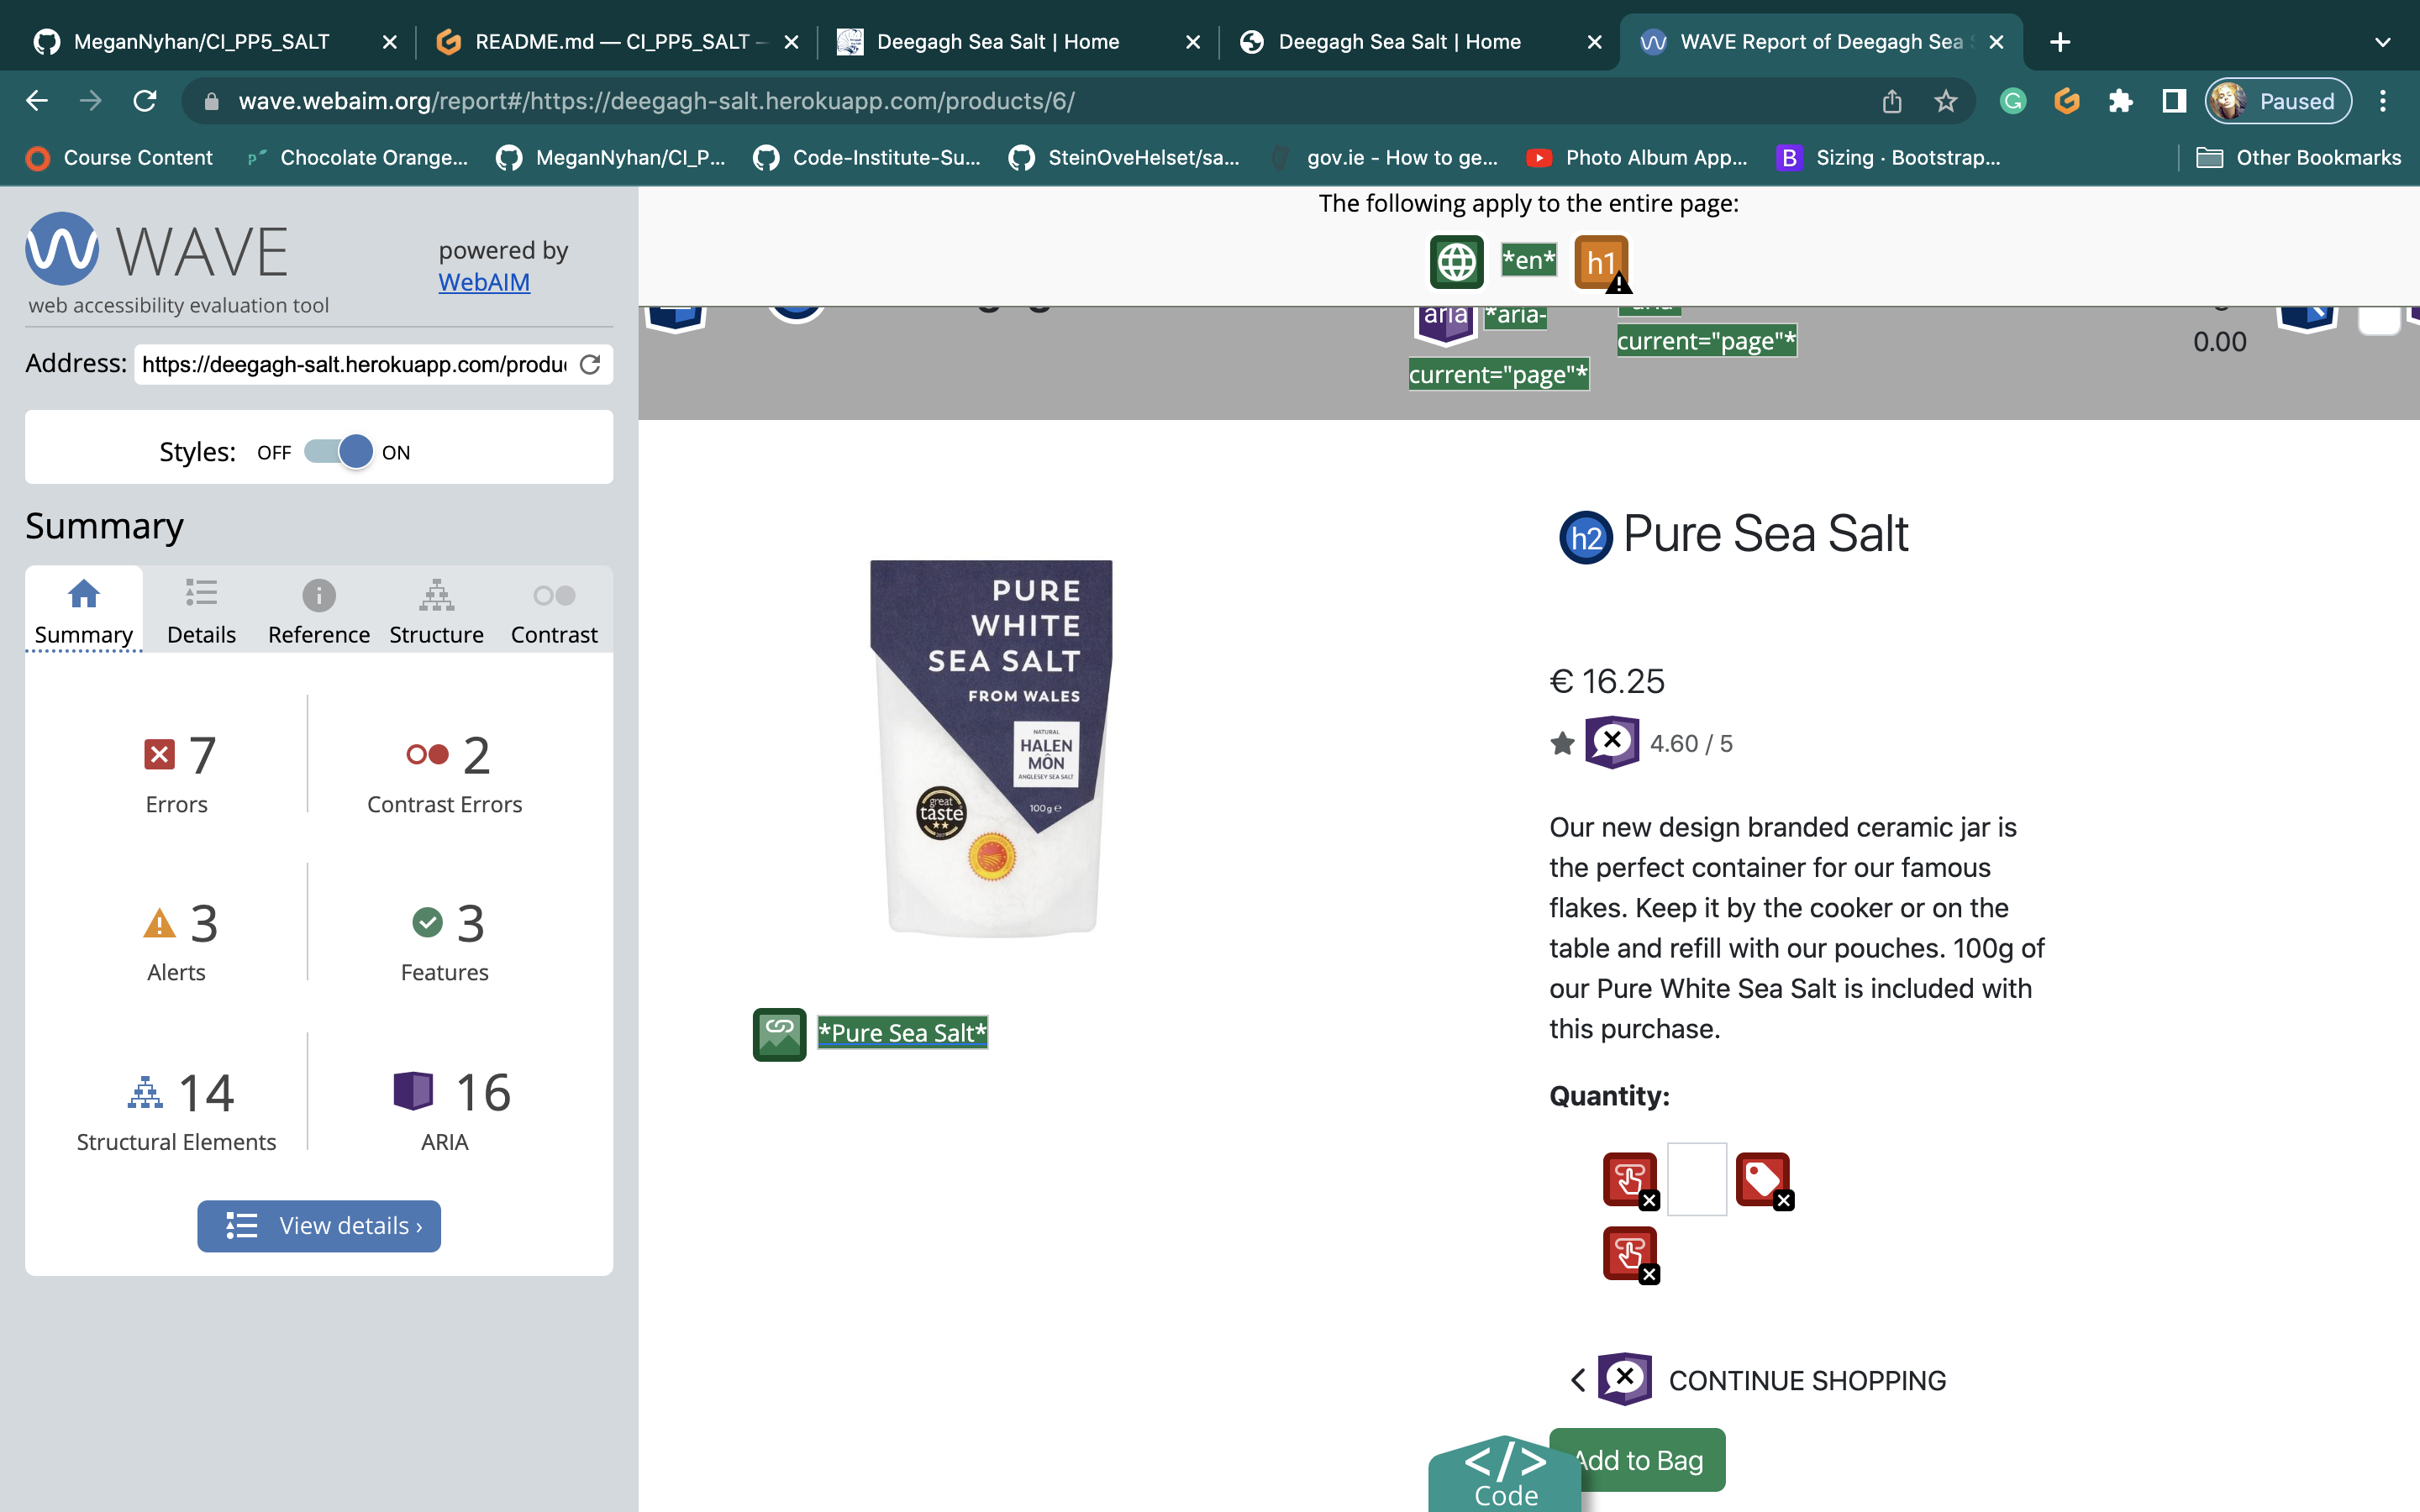 MeganNyhan/CI_PP5_SALT
README.md — CI_PP5_SALT –
Deegagh Sea Salt | Home
Deegagh Sea Salt | Home
WAVE Report of Deegagh Sea
wave.webaim.org/report#/https://deegagh-salt.herokuapp.com/products/6/
Paused
Course Content
Chocolate Orange...
MeganNyhan/CI_P...
Code-Institute-Su...
SteinOveHelset/sa...
gov.ie - How to ge...
Photo Album App...
B
Sizing · Bootstrap...
Other Bookmarks
WAVE
web accessibility evaluation tool
powered by
WebAIM
Address: https://deegagh-salt.herokuapp.com/produ
Styles: OFF ON
Summary
Summary
Details
Reference
Structure
Contrast
7
Errors
2
Contrast Errors
3
Alerts
3
Features
14
Structural Elements
16
ARIA
View details ›
The following apply to the entire page:
*en*
h1
aria *aria-
current="page"*
current="page"*
0.00
h2 Pure Sea Salt
PURE
WHITE
SEA SALT
FROM WALES
NATURAL
HALEN
MÔN
ANGLESEY SEA SALT
100g e
great
taste
*Pure Sea Salt*
€ 16.25
4.60 / 5
Our new design branded ceramic jar is
the perfect container for our famous
flakes. Keep it by the cooker or on the
table and refill with our pouches. 100g of
our Pure White Sea Salt is included with
this purchase.
Quantity:
CONTINUE SHOPPING
Add to Bag
</>
Code